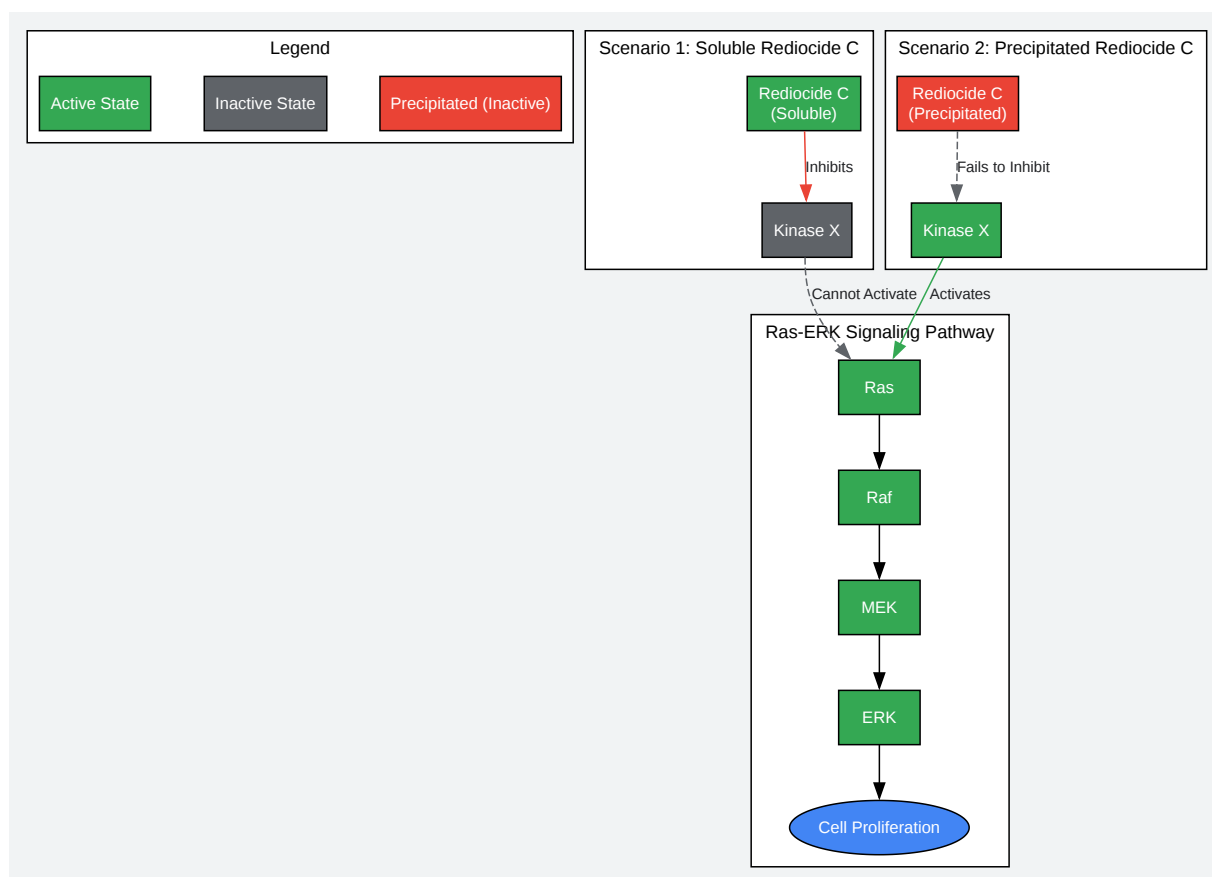 Legend
Active State
Inactive State
Precipitated (Inactive)
Scenario 1: Soluble Rediocide C
Rediocide C
(Soluble)
Inhibits
Kinase X
Scenario 2: Precipitated Rediocide C
Rediocide C
(Precipitated)
Fails to Inhibit
Kinase X
Cannot Activate
Activates
Ras-ERK Signaling Pathway
Ras
Raf
MEK
ERK
Cell Proliferation